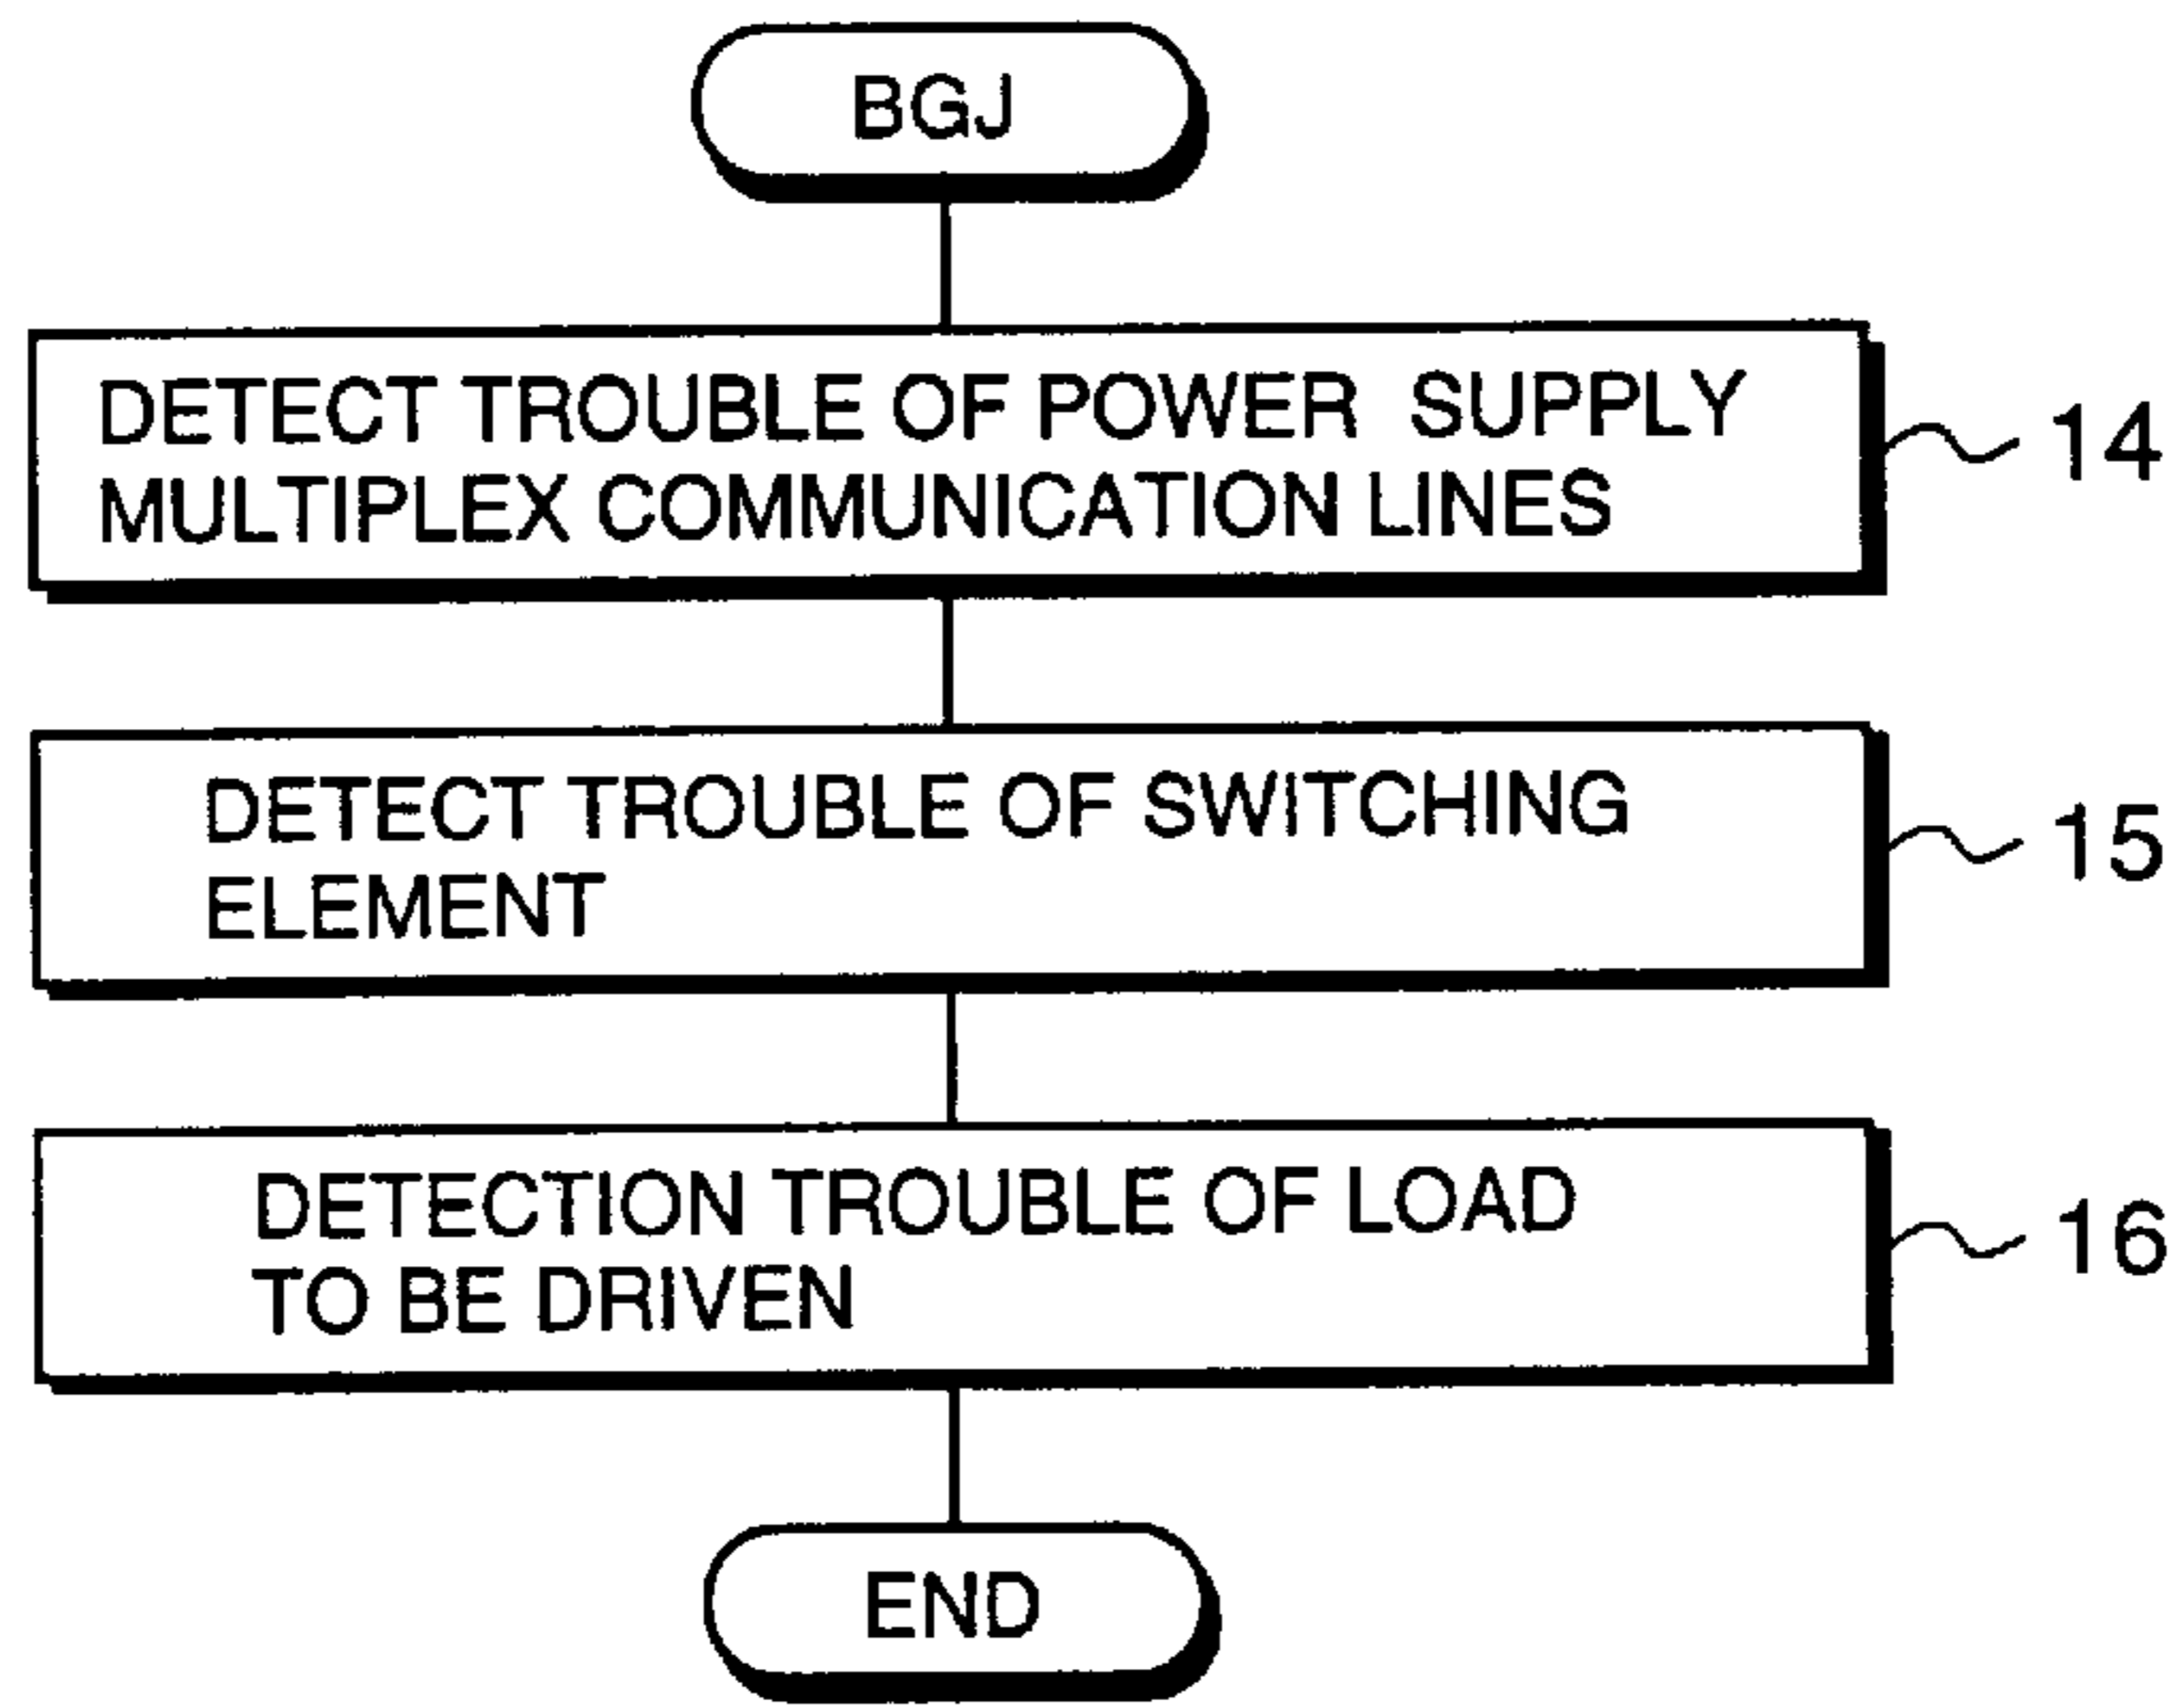 BGJ
DETECT TROUBLE OF POWER SUPPLY
MULTIPLEX COMMUNICATION LINES
14
DETECT TROUBLE OF SWITCHING
ELEMENT
15
DETECTION TROUBLE OF LOAD
TO BE DRIVEN
16
END